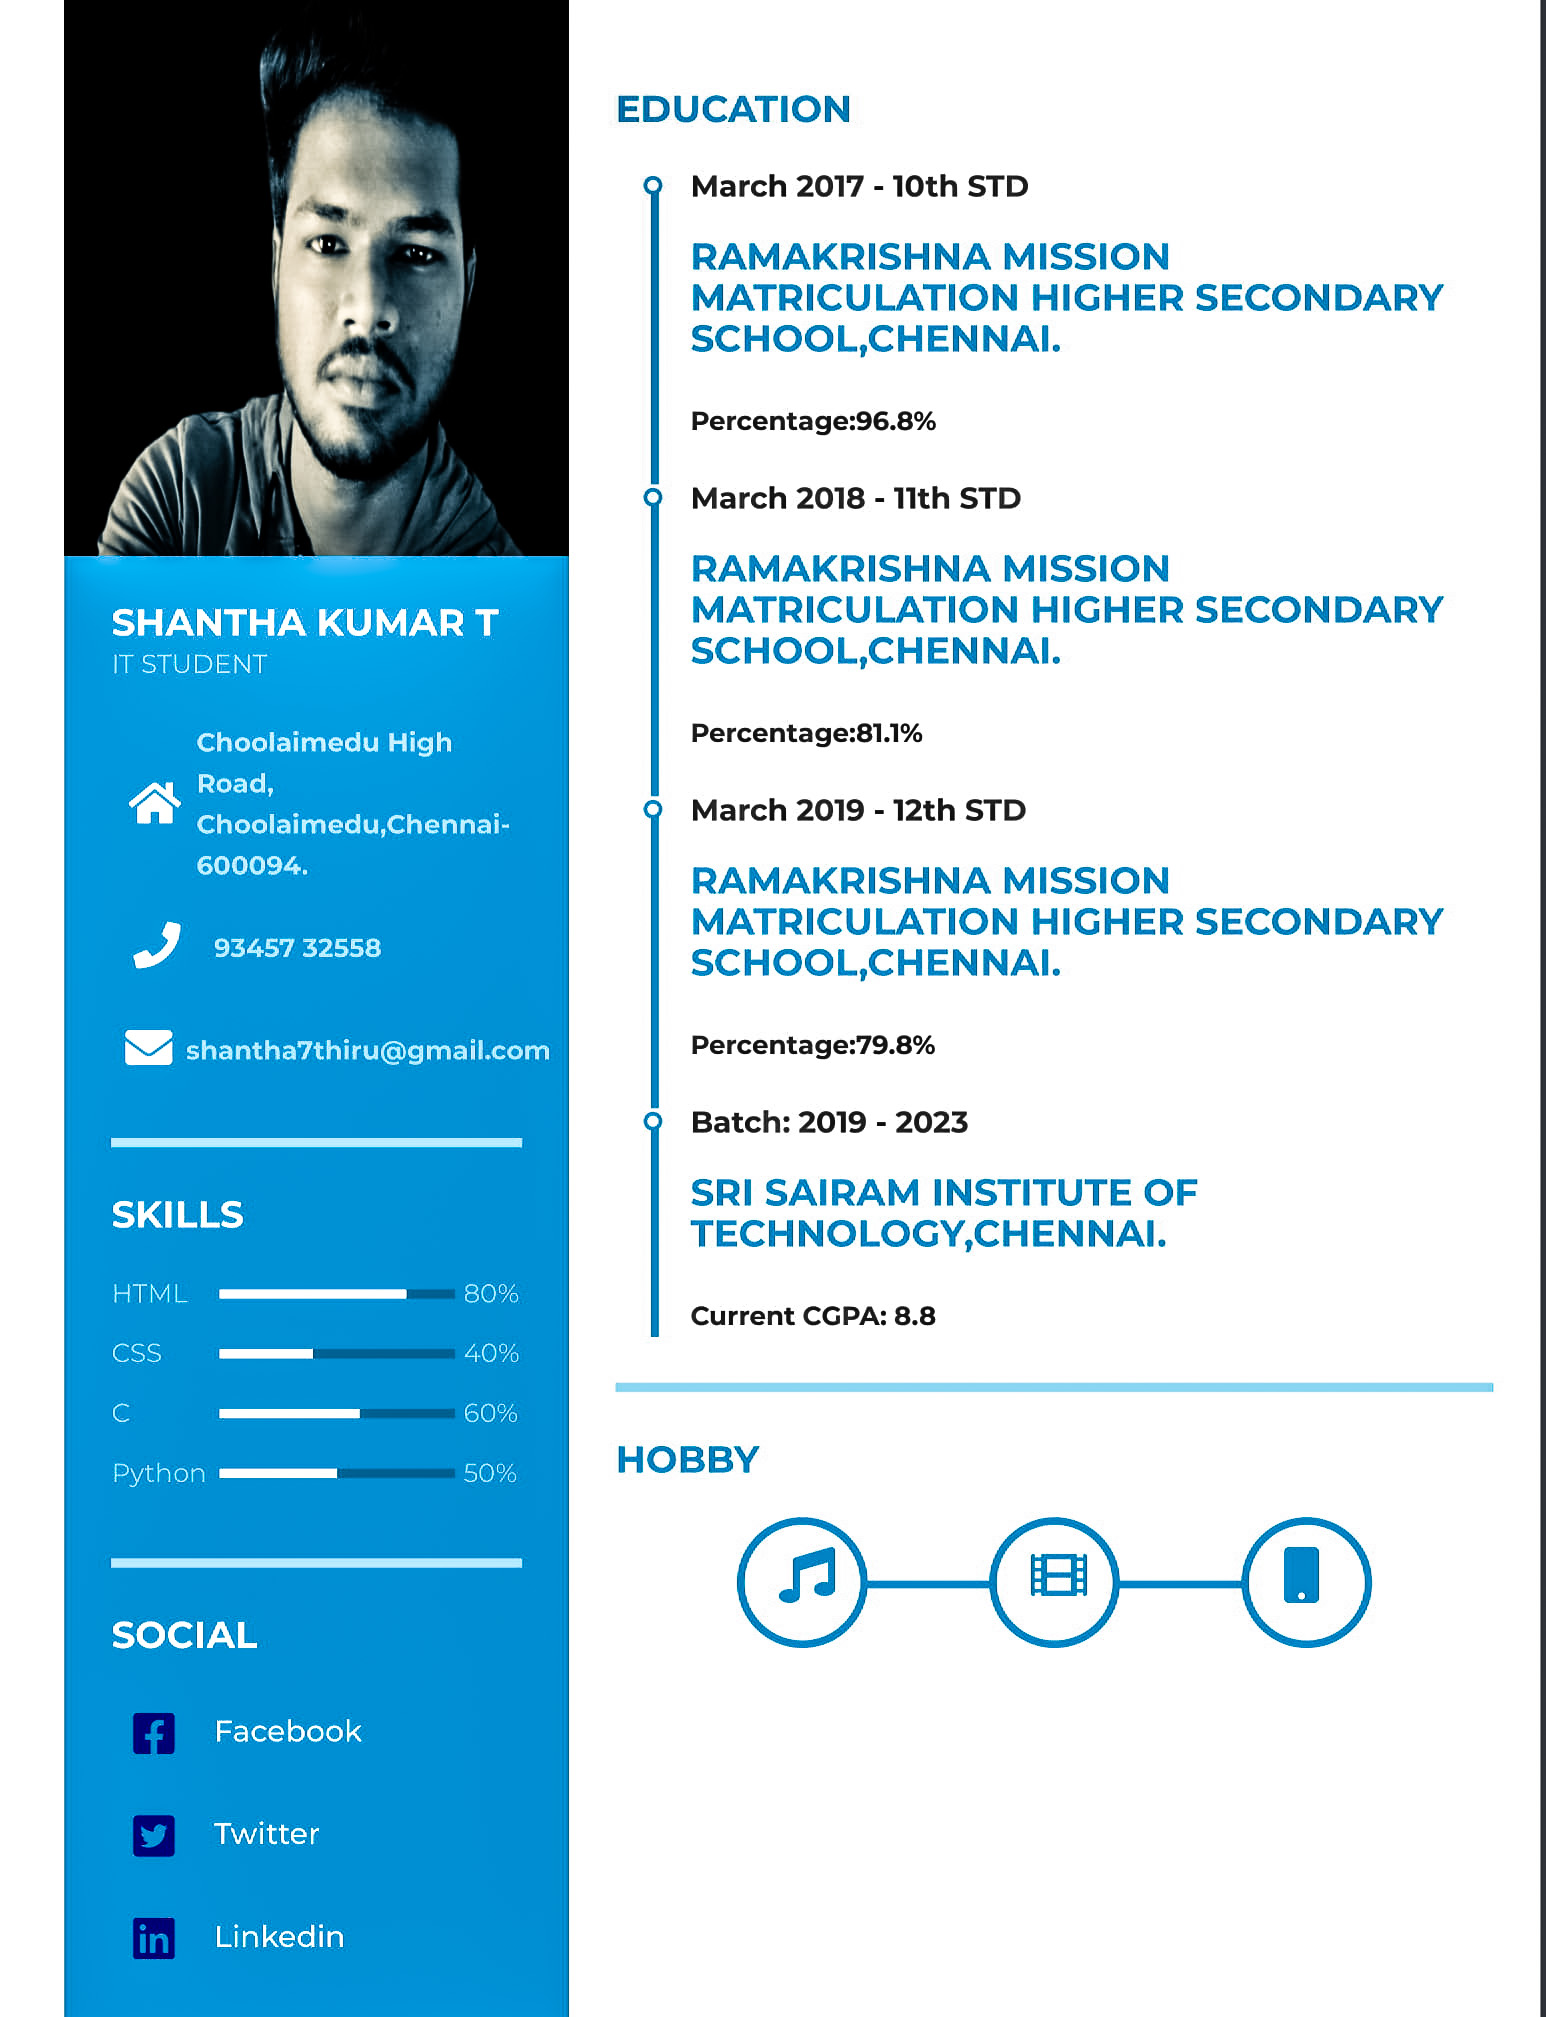 SHANTHA KUMAR T
IT STUDENT
Choolaimedu High
Road,
Choolaimedu,Chennai-
600094.
93457 32558
shantha7thiru@gmail.com
SKILLS
HTML 80%
CSS 40%
C 60%
Python 50%
SOCIAL
Facebook
Twitter
Linkedin
EDUCATION
March 2017 - 10th STD
RAMAKRISHNA MISSION
MATRICULATION HIGHER SECONDARY
SCHOOL,CHENNAI.
Percentage:96.8%
March 2018 - 11th STD
RAMAKRISHNA MISSION
MATRICULATION HIGHER SECONDARY
SCHOOL,CHENNAI.
Percentage:81.1%
March 2019 - 12th STD
RAMAKRISHNA MISSION
MATRICULATION HIGHER SECONDARY
SCHOOL,CHENNAI.
Percentage:79.8%
Batch: 2019 - 2023
SRI SAIRAM INSTITUTE OF
TECHNOLOGY,CHENNAI.
Current CGPA: 8.8
HOBBY